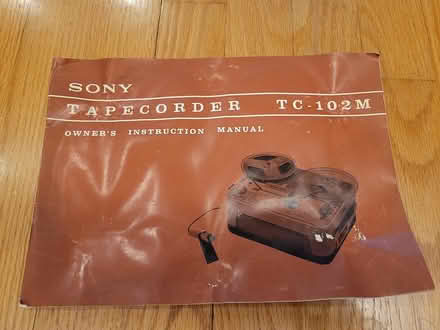 SONY
TAPECORDER TC-102M
OWNER'S INSTRUCTION MANUAL